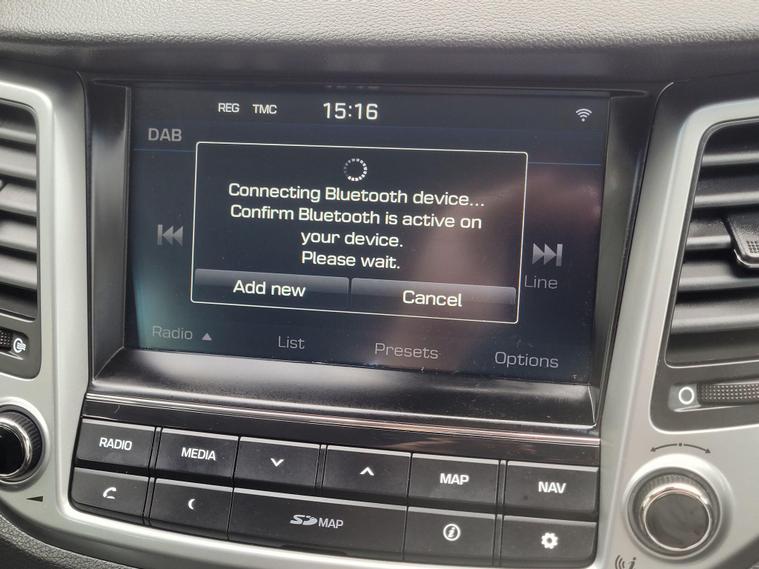 REG TMC 15:16
DAB
Connecting Bluetooth device...
Confirm Bluetooth is active on
your device.
Please wait.
Line
Add new Cancel
Radio ▲ List Presets Options
RADIO MEDIA MAP NAV
SD MAP